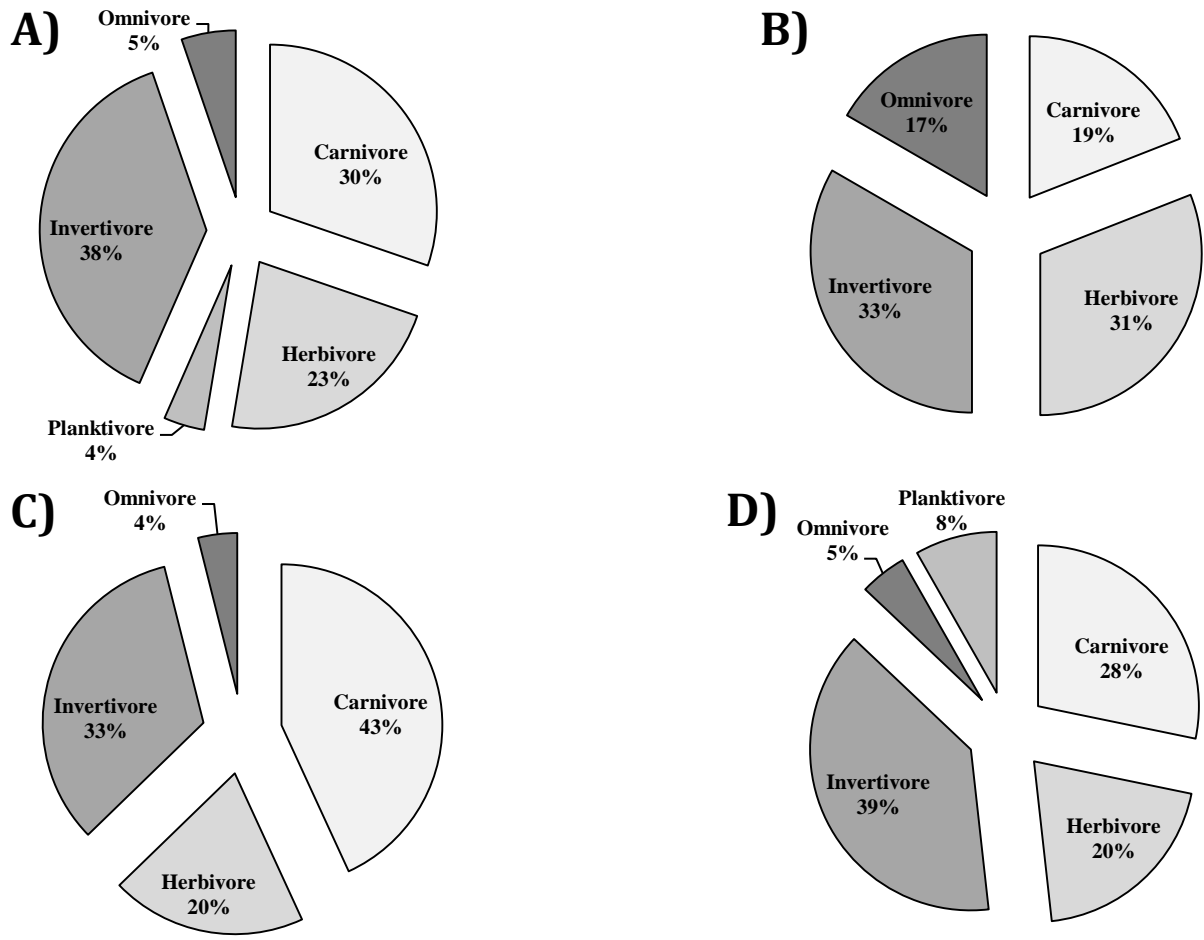 A)
Omnivore
5%
Carnivore
30%
Invertivore
38%
Herbivore
23%
Planktivore
4%
B)
Omnivore
17%
Carnivore
19%
Invertivore
33%
Herbivore
31%
C)
Omnivore
4%
Carnivore
43%
Invertivore
33%
Herbivore
20%
D)
Planktivore
8%
Omnivore
5%
Carnivore
28%
Invertivore
39%
Herbivore
20%